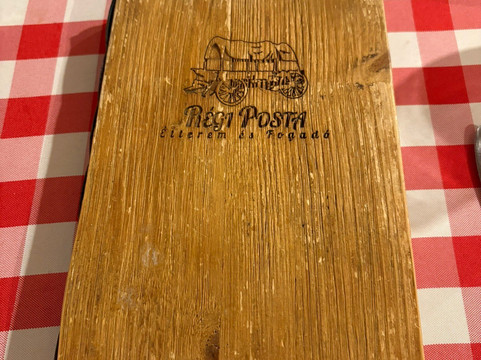 Régi Posta
Étterem és Fogadó